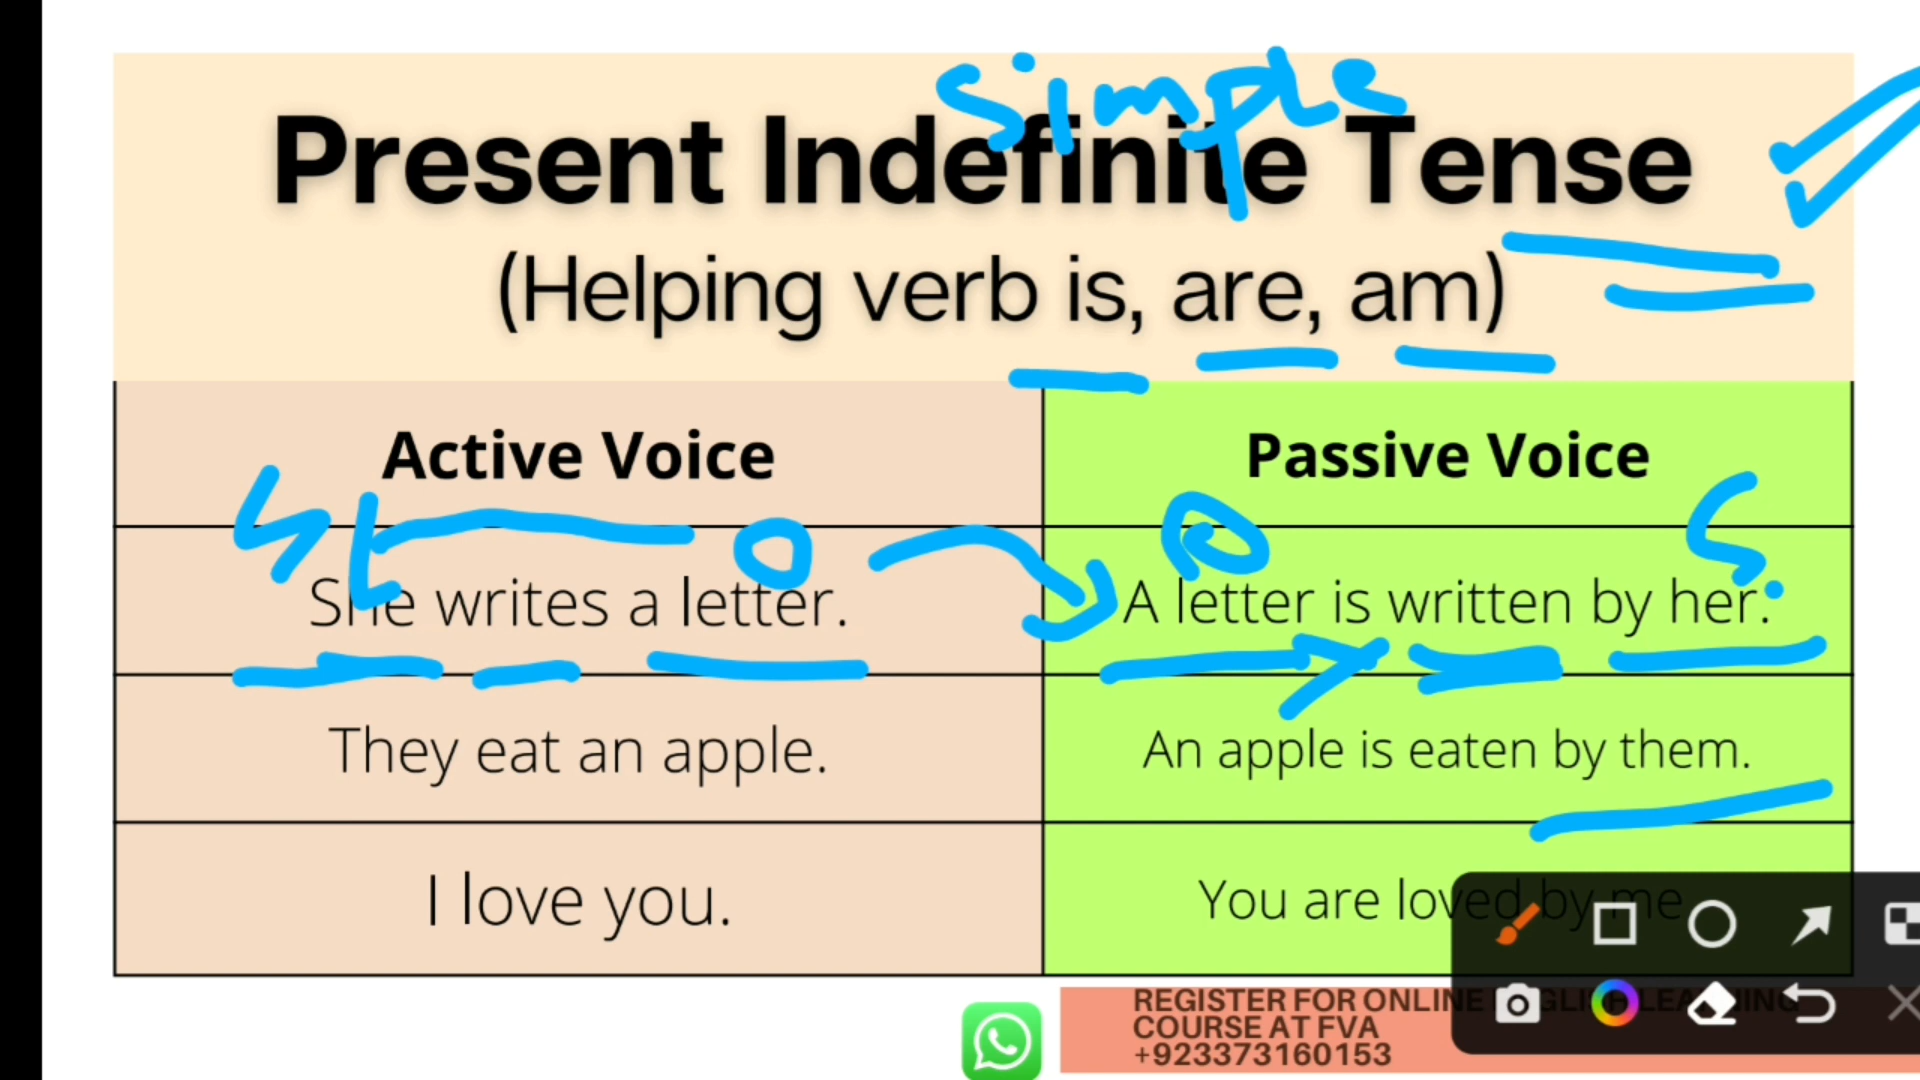 simple
Present Indefinite Tense
(Helping verb is, are, am)
Active Voice
Passive Voice
S
O
O
S
She writes a letter.
A letter is written by her.
They eat an apple.
An apple is eaten by them.
I love you.
You are loved by me
REGISTER FOR ONLINE ENGLISH LEARNING
COURSE AT FVA
+923373160153